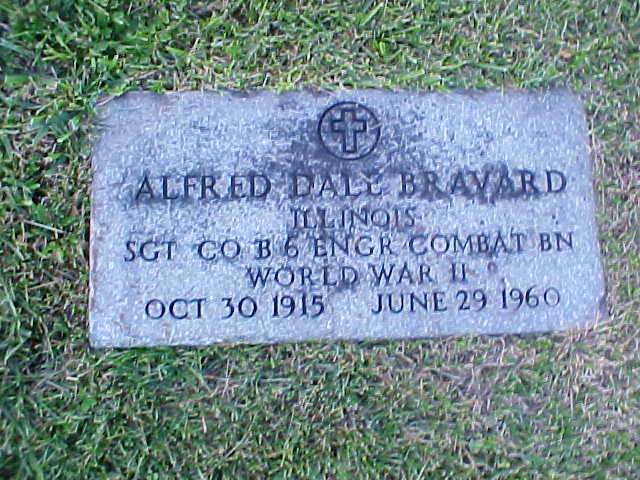 ALFRED DALE BRAVARD
ILLINOIS
SGT CO B 6 ENGR COMBAT BN
WORLD WAR II
OCT 30 1915 JUNE 29 1960